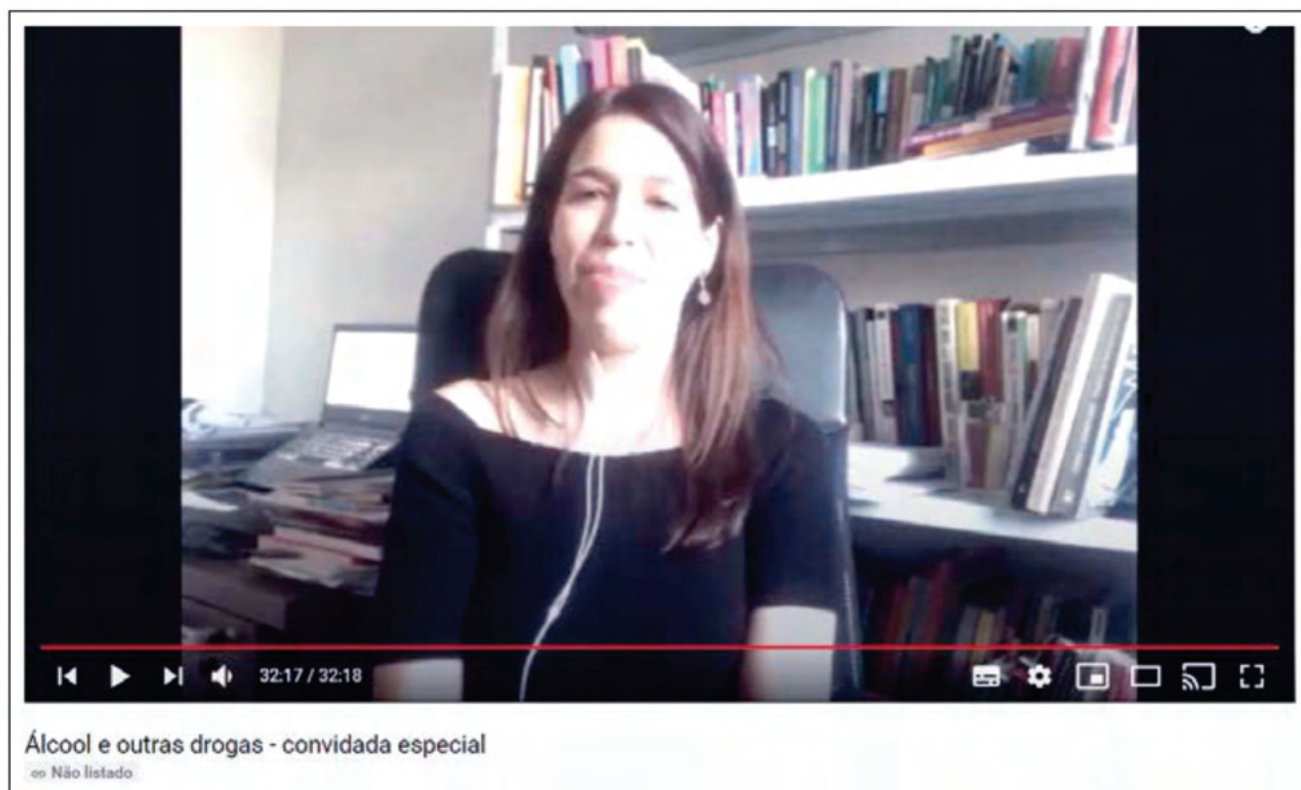 32:17 / 32:18
Álcool e outras drogas - convidada especial
Não listado